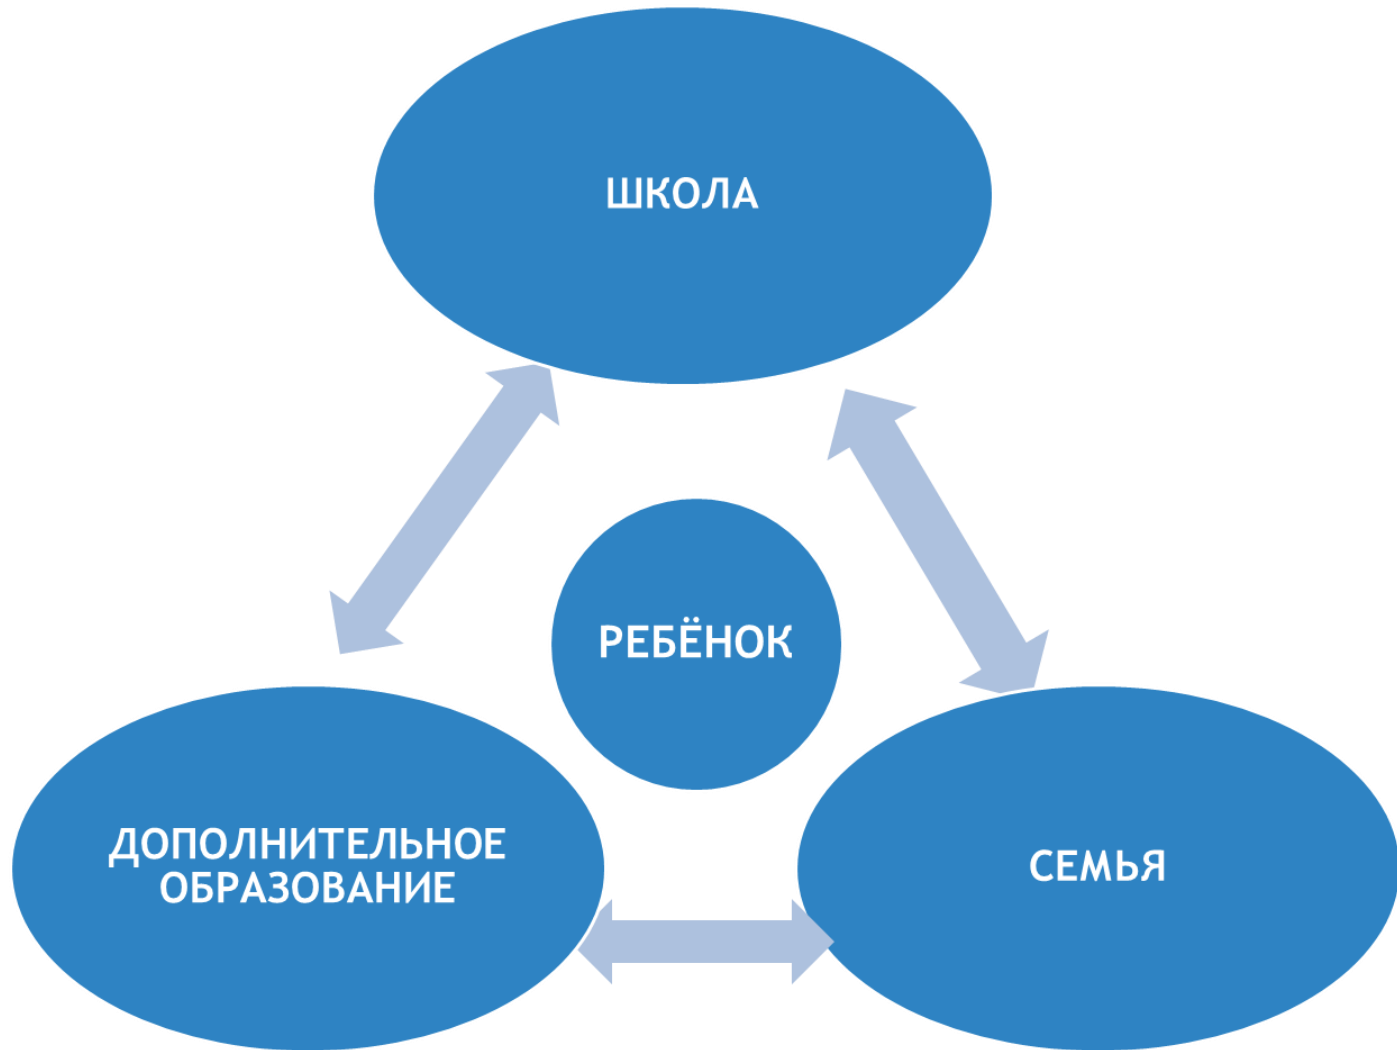 ШКОЛА
РЕБЁНОК
ДОПОЛНИТЕЛЬНОЕ
ОБРАЗОВАНИЕ
СЕМЬЯ